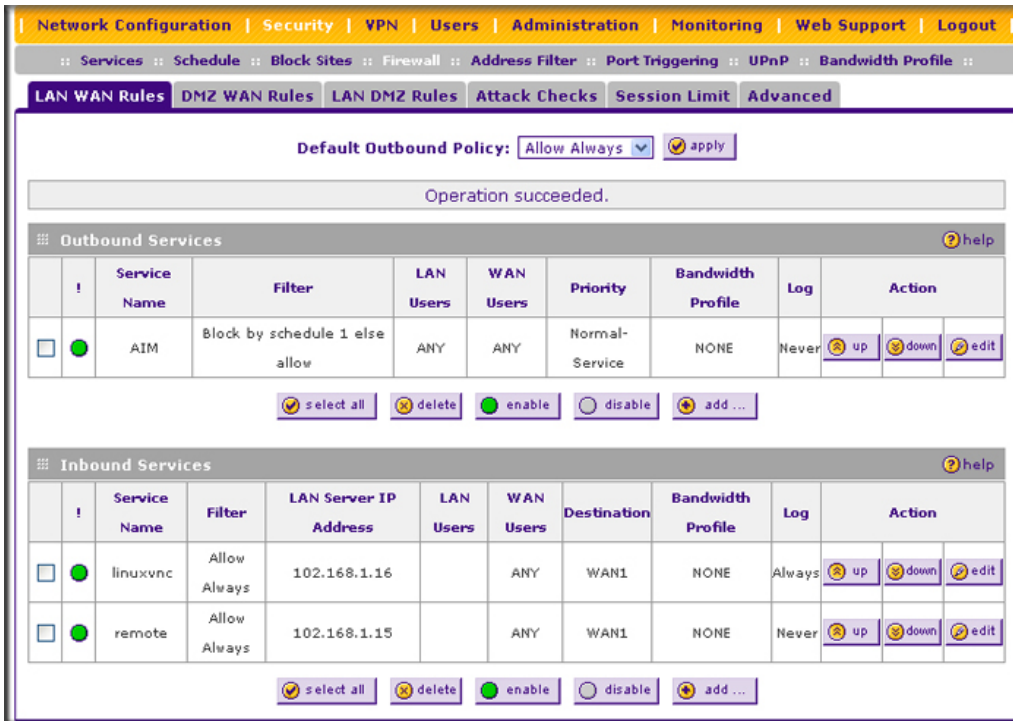 | Network Configuration | Security | VPN | Users | Administration | Monitoring | Web Support | Logout |
:: Services :: Schedule :: Block Sites :: Firewall :: Address Filter :: Port Triggering :: UPnP :: Bandwidth Profile ::
LAN WAN Rules DMZ WAN Rules LAN DMZ Rules Attack Checks Session Limit Advanced
Default Outbound Policy: Allow Always apply
Operation succeeded.
Outbound Services ? help
! Service Name Filter LAN Users WAN Users Priority Bandwidth Profile Log Action
AIM Block by schedule 1 else allow ANY ANY Normal-Service NONE Never up down edit
select all delete enable disable add ...
Inbound Services ? help
! Service Name Filter LAN Server IP Address LAN Users WAN Users Destination Bandwidth Profile Log Action
linuxvnc Allow Always 102.168.1.16 ANY WAN1 NONE Always up down edit
remote Allow Always 102.168.1.15 ANY WAN1 NONE Never up down edit
select all delete enable disable add ...